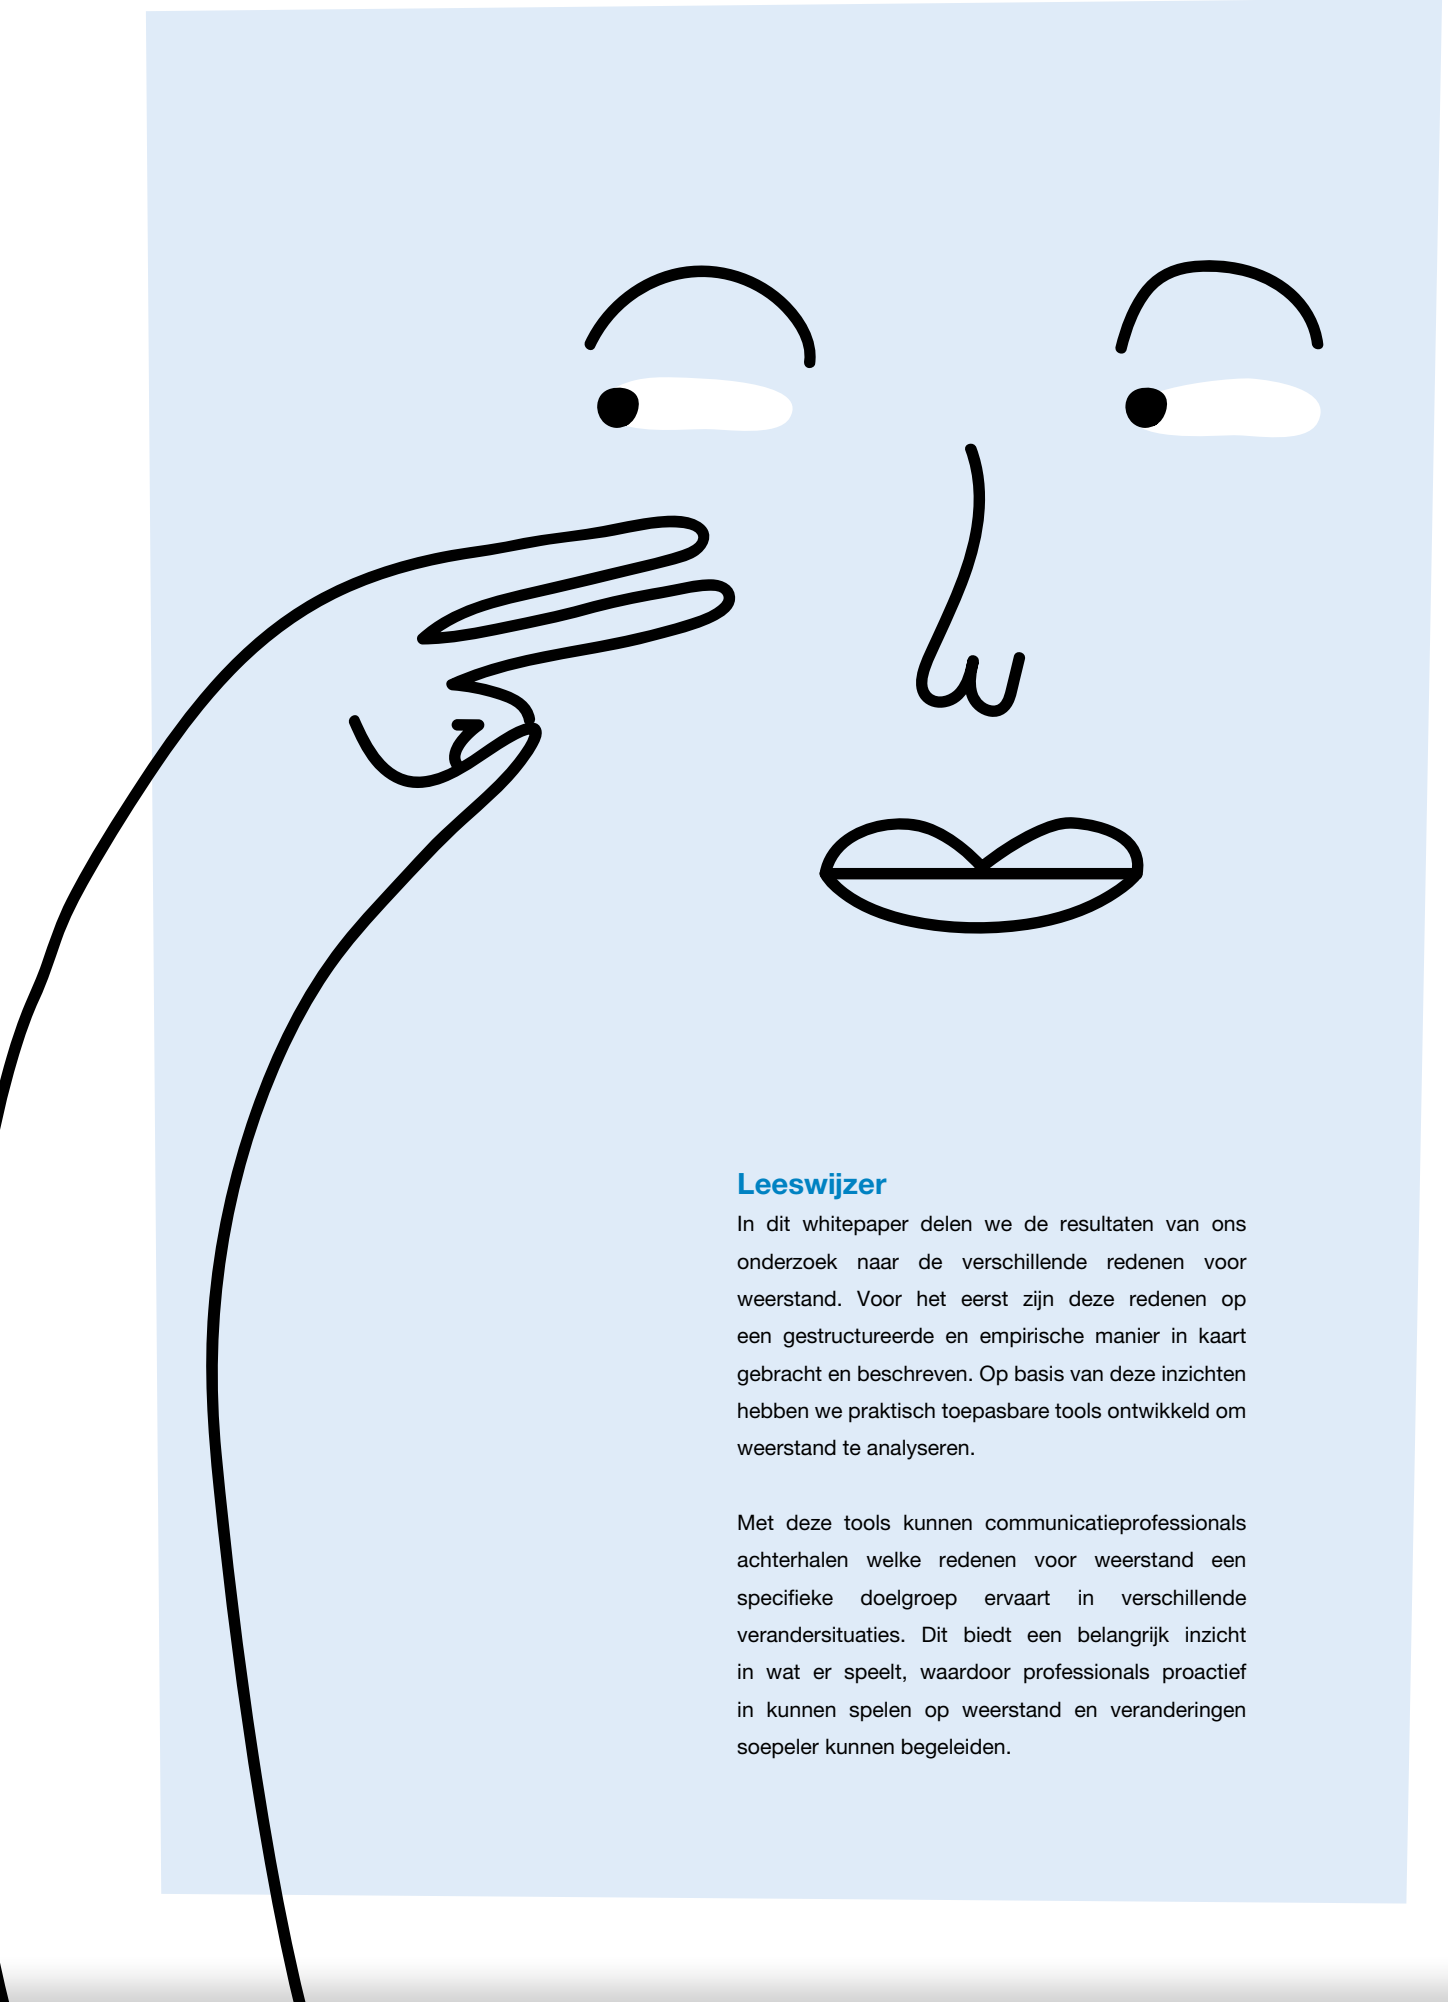 Leeswijzer
In dit whitepaper delen we de resultaten van ons
onderzoek naar de verschillende redenen voor
weerstand. Voor het eerst zijn deze redenen op
een gestructureerde en empirische manier in kaart
gebracht en beschreven. Op basis van deze inzichten
hebben we praktisch toepasbare tools ontwikkeld om
weerstand te analyseren.
Met deze tools kunnen communicatieprofessionals
achterhalen welke redenen voor weerstand een
specifieke doelgroep ervaart in verschillende
verandersituaties. Dit biedt een belangrijk inzicht
in wat er speelt, waardoor professionals proactief
in kunnen spelen op weerstand en veranderingen
soepeler kunnen begeleiden.